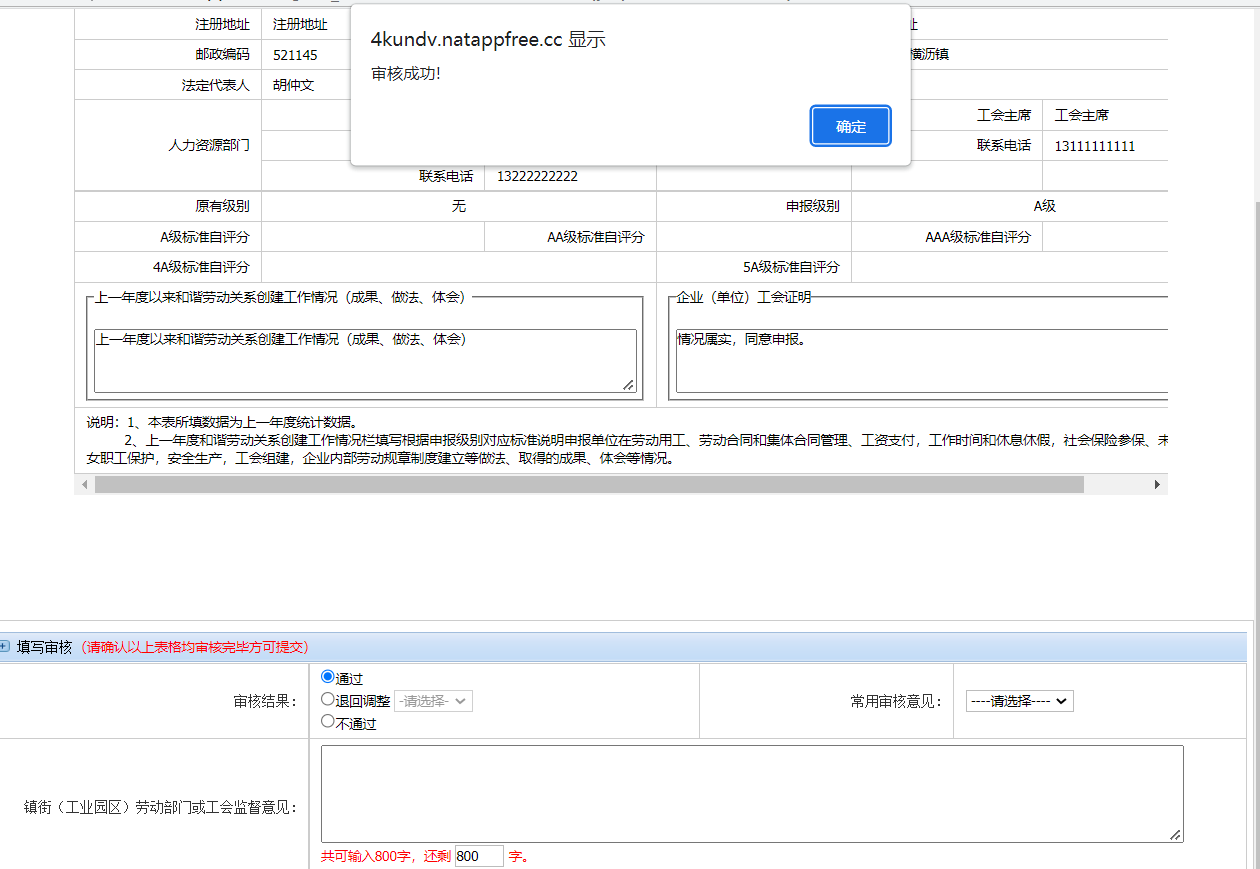 4kundv.natappfree.cc 显示
审核成功!
确定
注册地址 注册地址 址
邮政编码 521145 横沥镇
法定代表人 胡仲文
人力资源部门 工会主席 工会主席
联系电话 13111111111
联系电话 13222222222
原有级别 无 申报级别 A级
A级标准自评分 AA级标准自评分 AAA级标准自评分
4A级标准自评分 5A级标准自评分
上一年度以来和谐劳动关系创建工作情况（成果、做法、体会） 企业（单位）工会证明
上一年度以来和谐劳动关系创建工作情况（成果、做法、体会） 情况属实，同意申报。
说明：1、本表所填数据为上一年度统计数据。
2、上一年度和谐劳动关系创建工作情况栏填写根据申报级别对应标准说明申报单位在劳动用工、劳动合同和集体合同管理、工资支付，工作时间和休息休假，社会保险参保、未
女职工保护，安全生产，工会组建，企业内部劳动规章制度建立等做法、取得的成果、体会等情况。
填写审核（请确认以上表格均审核完毕方可提交）
审核结果： 通过
退回调整 -请选择- 常用审核意见： ----请选择----
不通过
镇街（工业园区）劳动部门或工会监督意见：
共可输入800字，还剩 800 字。